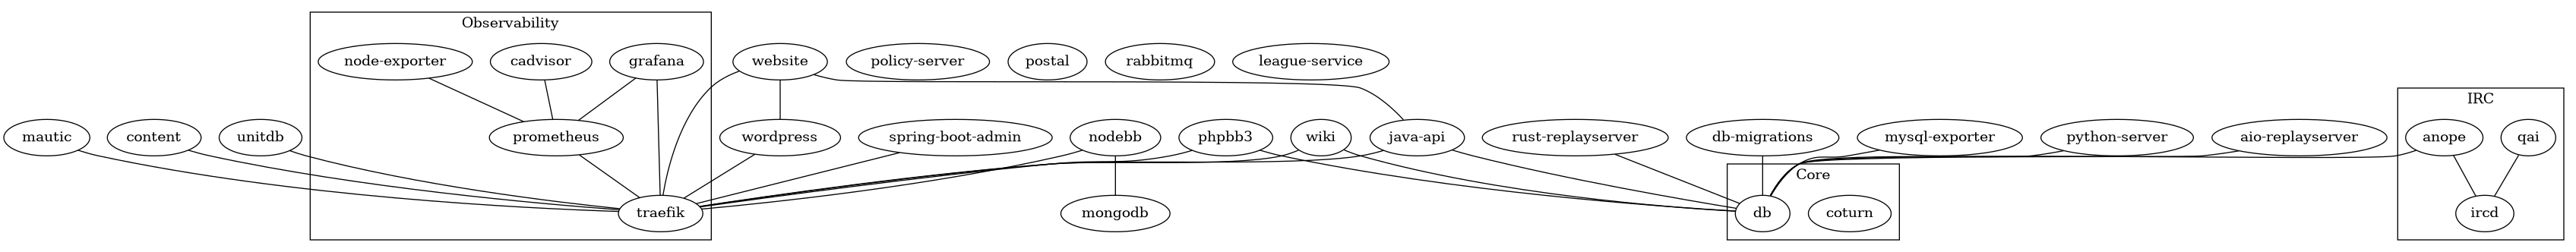 Observability
node-exporter
cadvisor
grafana
website
policy-server
postal
rabbitmq
league-service
IRC
mautic
content
unitdb
prometheus
wordpress
spring-boot-admin
nodebb
phpbb3
wiki
java-api
rust-replayserver
db-migrations
mysql-exporter
python-server
aio-replayserver
anope
qai
Core
traefik
mongodb
db
coturn
ircd